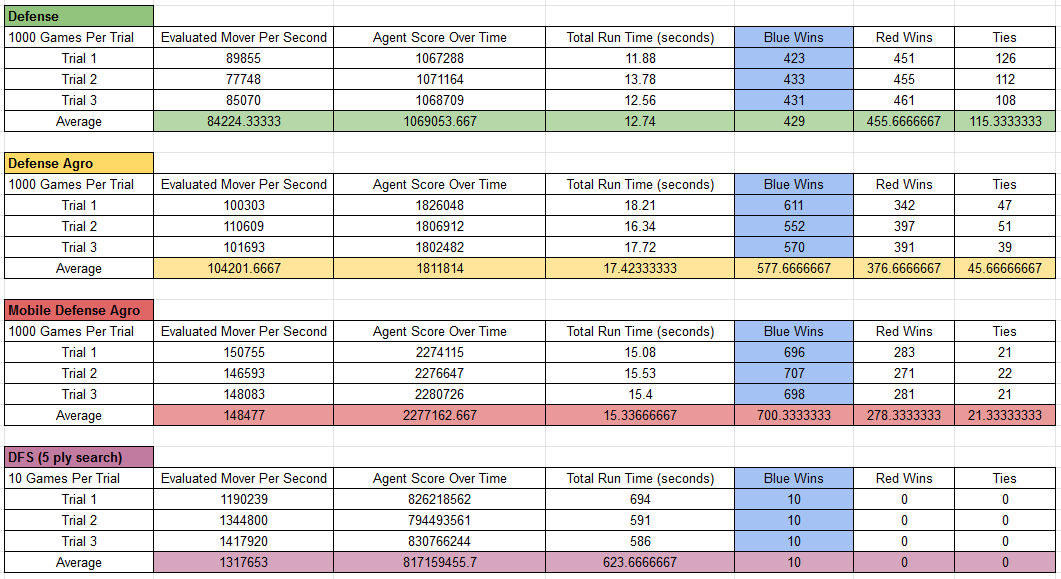 Defense
1000 Games Per Trial Evaluated Mover Per Second Agent Score Over Time Total Run Time (seconds) Blue Wins Red Wins Ties
Trial 1 89855 1067288 11.88 423 451 126
Trial 2 77748 1071164 13.78 433 455 112
Trial 3 85070 1068709 12.56 431 461 108
Average 84224.33333 1069053.667 12.74 429 455.6666667 115.3333333
Defense Agro
1000 Games Per Trial Evaluated Mover Per Second Agent Score Over Time Total Run Time (seconds) Blue Wins Red Wins Ties
Trial 1 100303 1826048 18.21 611 342 47
Trial 2 110609 1806912 16.34 552 397 51
Trial 3 101693 1802482 17.72 570 391 39
Average 104201.6667 1811814 17.42333333 577.6666667 376.6666667 45.66666667
Mobile Defense Agro
1000 Games Per Trial Evaluated Mover Per Second Agent Score Over Time Total Run Time (seconds) Blue Wins Red Wins Ties
Trial 1 150755 2274115 15.08 696 283 21
Trial 2 146593 2276647 15.53 707 271 22
Trial 3 148083 2280726 15.4 698 281 21
Average 148477 2277162.667 15.33666667 700.3333333 278.3333333 21.33333333
DFS (5 ply search)
10 Games Per Trial Evaluated Mover Per Second Agent Score Over Time Total Run Time (seconds) Blue Wins Red Wins Ties
Trial 1 1190239 826218562 694 10 0 0
Trial 2 1344800 794493561 591 10 0 0
Trial 3 1417920 830766244 586 10 0 0
Average 1317653 817159455.7 623.6666667 10 0 0